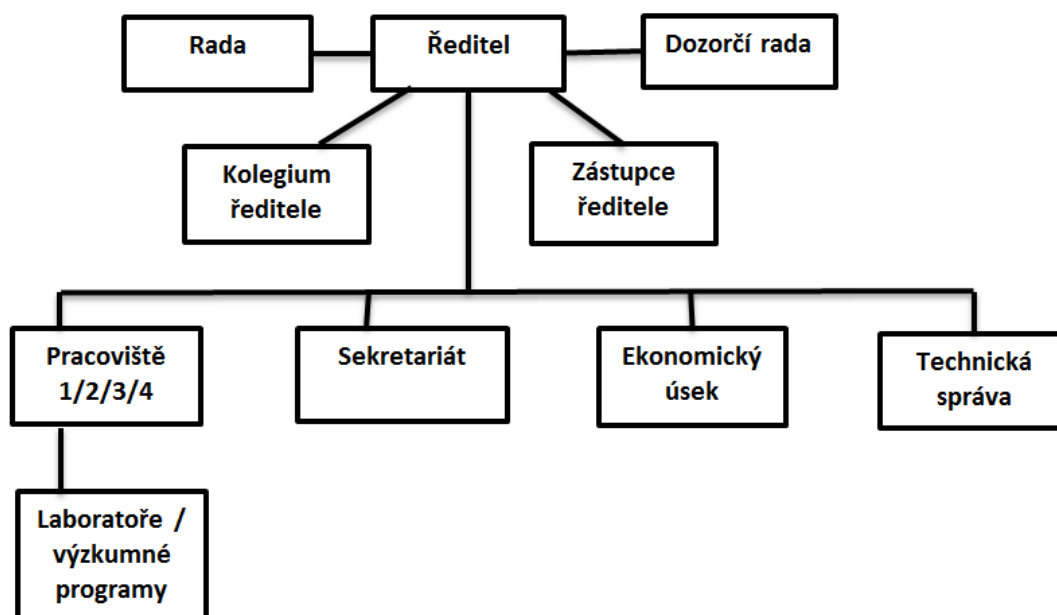 Rada
Ředitel
Dozorčí rada
Kolegium
ředitele
Zástupce
ředitele
Pracoviště
1/2/3/4
Sekretariát
Ekonomický
úsek
Technická
správa
Laboratoře /
výzkumné
programy